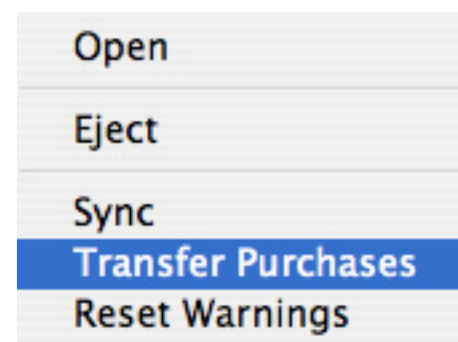 Open
Eject
Sync
Transfer Purchases
Reset Warnings